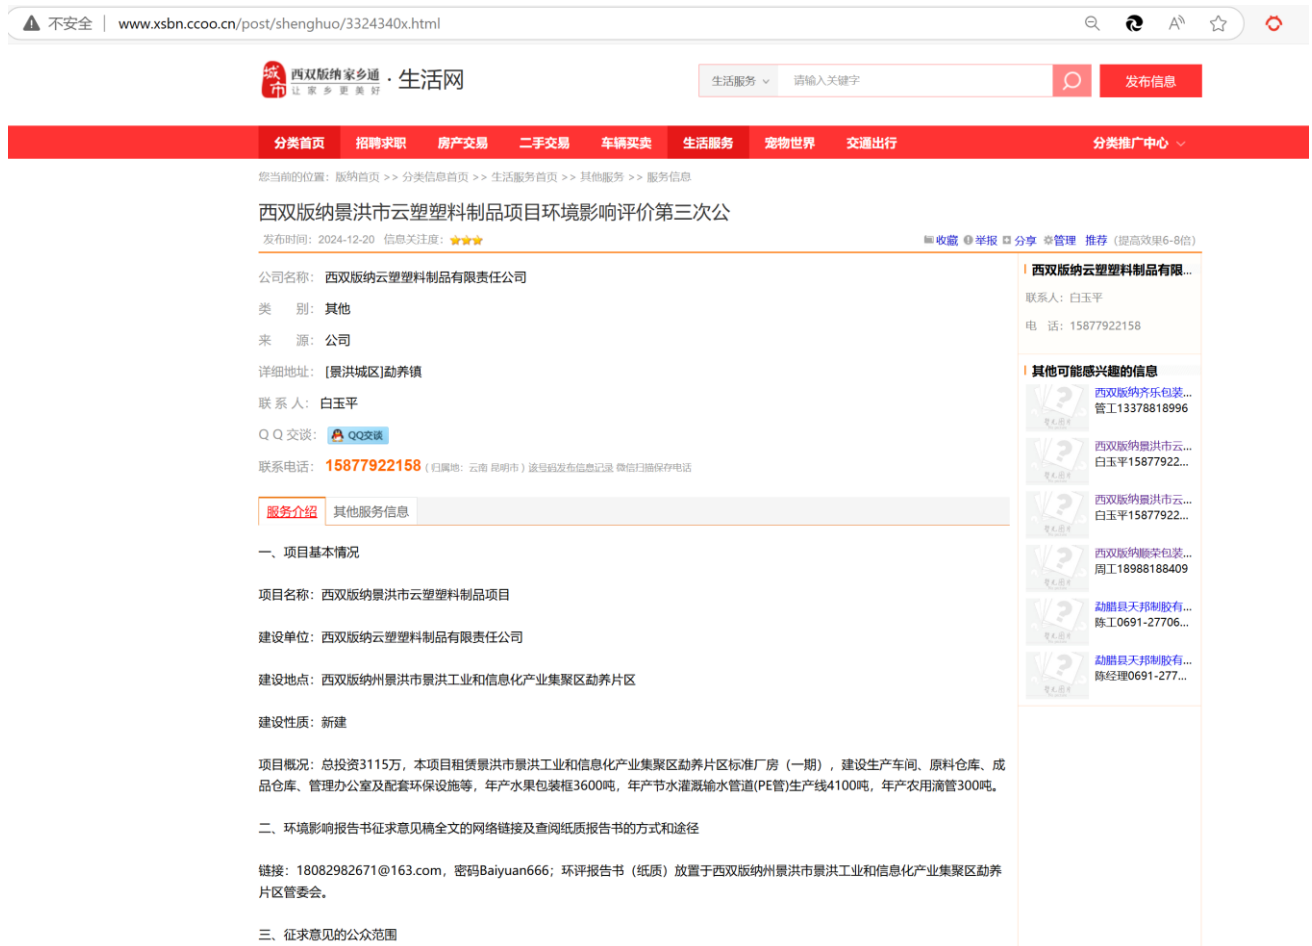 不安全 www.xsbn.ccoo.cn/post/shenghuo/3324340x.html
城市 西双版纳家乡通 · 生活网
让家乡更美好
生活服务 请输入关键字 发布信息
分类首页 招聘求职 房产交易 二手交易 车辆买卖 生活服务 宠物世界 交通出行 分类推广中心
您当前的位置：版纳首页 >> 分类信息首页 >> 生活服务首页 >> 其他服务 >> 服务信息
西双版纳景洪市云塑塑料制品项目环境影响评价第三次公
发布时间：2024-12-20 信息关注度：
收藏 举报 分享 管理 推荐 (提高效果6-8倍)
公司名称： 西双版纳云塑塑料制品有限责任公司
类 别： 其他
来 源： 公司
详细地址： [景洪城区]勐养镇
联 系 人： 白玉平
Q Q 交谈： QQ交谈
联系电话： 15877922158 ( 归属地：云南 昆明市 ) 该号码发布信息记录 微信扫描保存电话
服务介绍 其他服务信息
一、项目基本情况
项目名称：西双版纳景洪市云塑塑料制品项目
建设单位：西双版纳云塑塑料制品有限责任公司
建设地点：西双版纳州景洪市景洪工业和信息化产业集聚区勐养片区
建设性质：新建
项目概况：总投资3115万，本项目租赁景洪市景洪工业和信息化产业集聚区勐养片区标准厂房（一期），建设生产车间、原料仓库、成
品仓库、管理办公室及配套环保设施等，年产水果包装框3600吨，年产节水灌溉输水管道(PE管)生产线4100吨，年产农用滴管300吨。
二、环境影响报告书征求意见稿全文的网络链接及查阅纸质报告书的方式和途径
链接：18082982671@163.com，密码Baiyuan666；环评报告书（纸质）放置于西双版纳州景洪市景洪工业和信息化产业集聚区勐养
片区管委会。
三、征求意见的公众范围
西双版纳云塑塑料制品有限...
联系人：白玉平
电 话：15877922158
其他可能感兴趣的信息
西双版纳齐乐包装...
管工13378818996
西双版纳景洪市云...
白玉平15877922...
西双版纳景洪市云...
白玉平15877922...
西双版纳顺荣包装...
周工18988188409
勐腊县天邦制胶有...
陈工0691-27706...
勐腊县天邦制胶有...
陈经理0691-277...